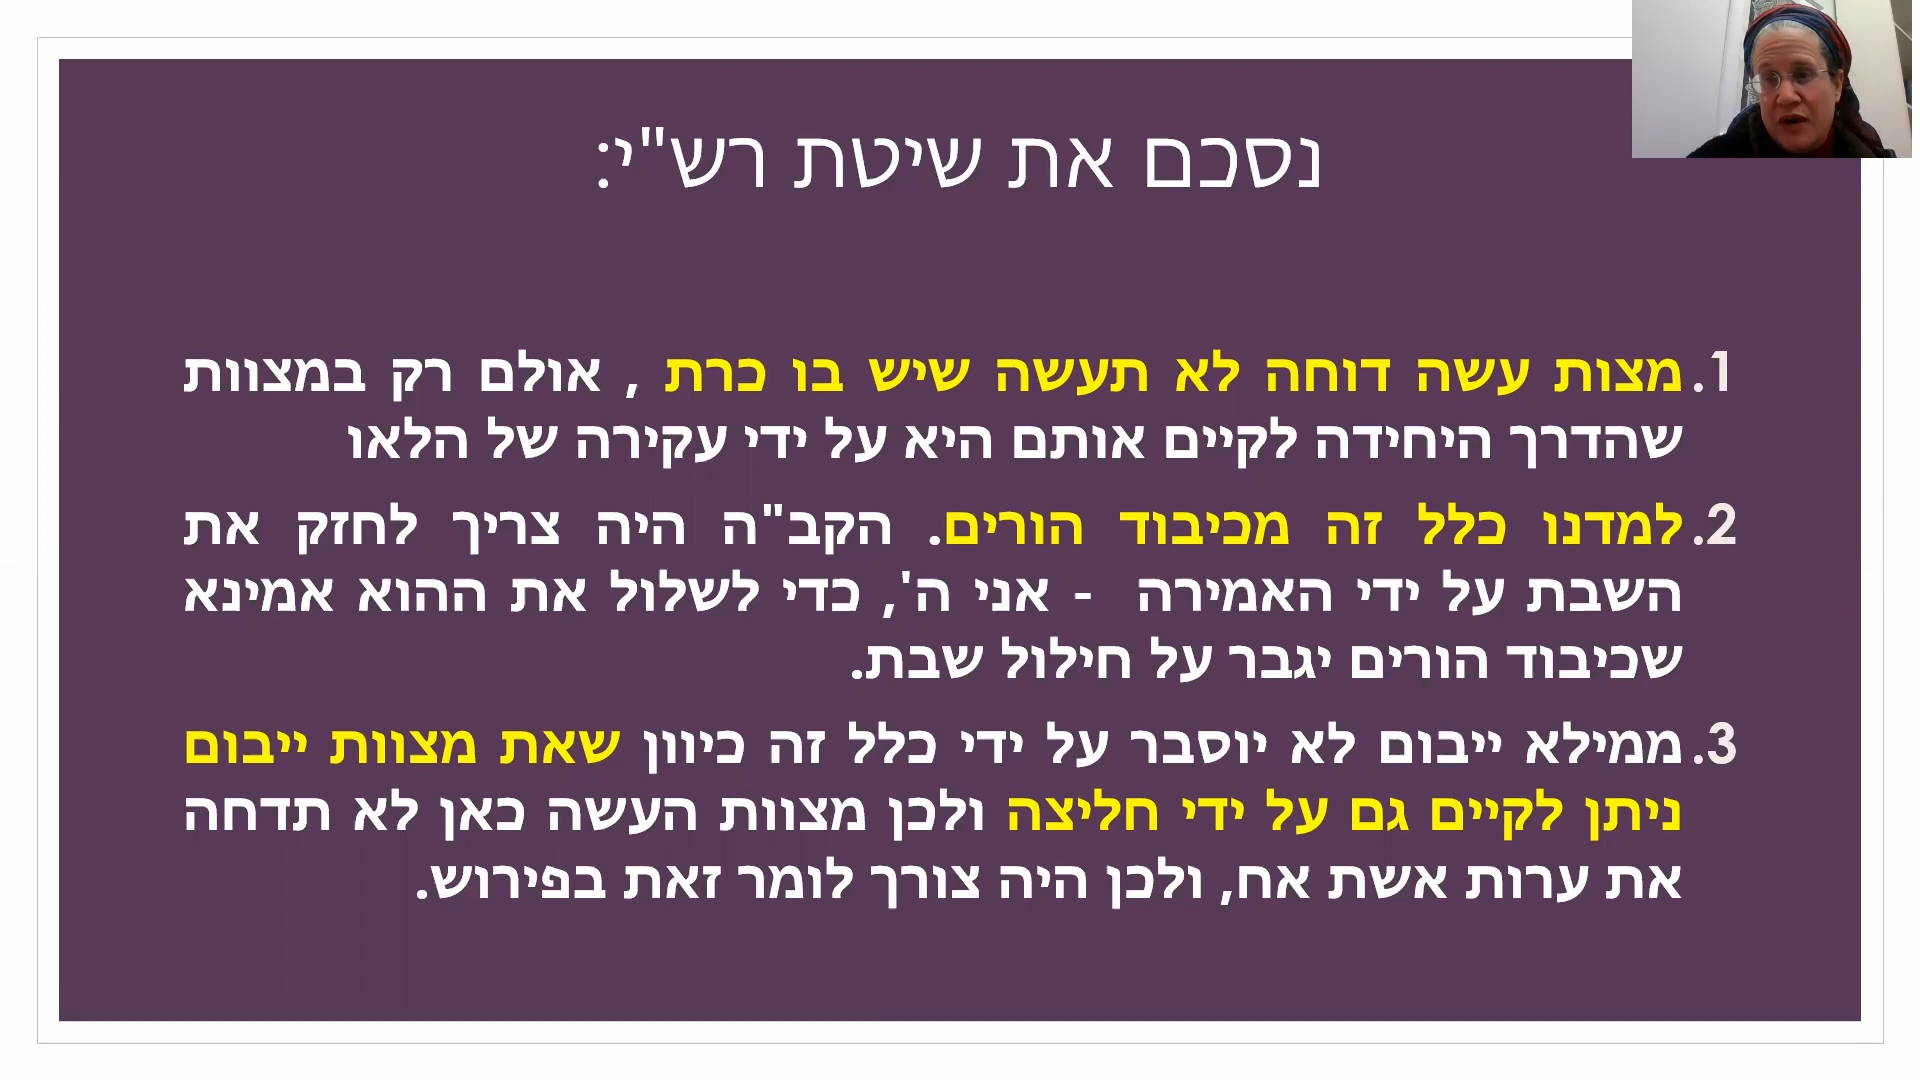 נסכם את שיטת רש"י:
1. מצות עשה דוחה לא תעשה שיש בו כרת , אולם רק במצוות
שהדרך היחידה לקיים אותם היא על ידי עקירה של הלאו
2. למדנו כלל זה מכיבוד הורים. הקב"ה היה צריך לחזק את
השבת על ידי האמירה - אני ה', כדי לשלול את ההוא אמינא
שכיבוד הורים יגבר על חילול שבת.
3. ממילא ייבום לא יוסבר על ידי כלל זה כיוון שאת מצוות ייבום
ניתן לקיים גם על ידי חליצה ולכן מצוות העשה כאן לא תדחה
את ערות אשת אח, ולכן היה צורך לומר זאת בפירוש.